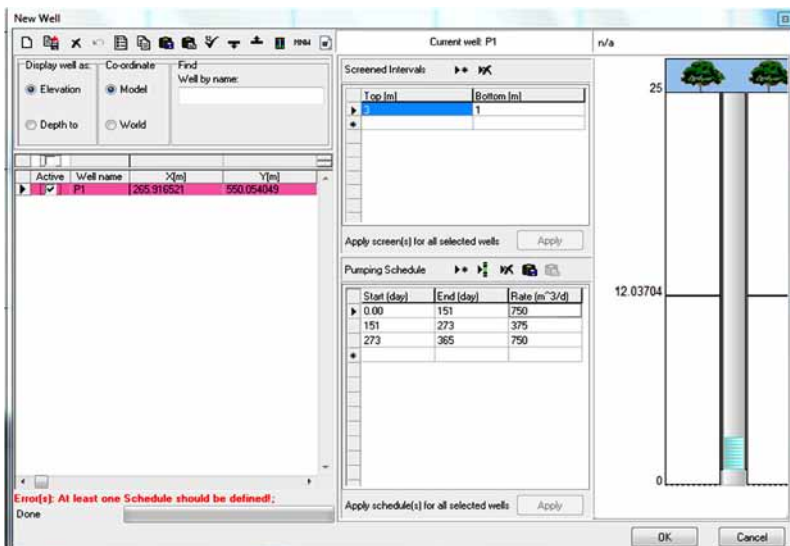 New Well
Current well: P1
n/a
Display well as:
Elevation
Depth to
Co-ordinate
Model
World
Find
Well by name:
Active Well name X[m] Y[m]
P1 265.916521 550.054049
Error(s): At least one Schedule should be defined!;
Done
Screened Intervals
Top [m] Bottom [m]
3 1
Apply screen(s) for all selected wells Apply
Pumping Schedule
Start (day) End (day) Rate (m^3/d)
0.00 151 750
151 273 375
273 365 750
Apply schedule(s) for all selected wells Apply
25
12.03704
0
OK Cancel